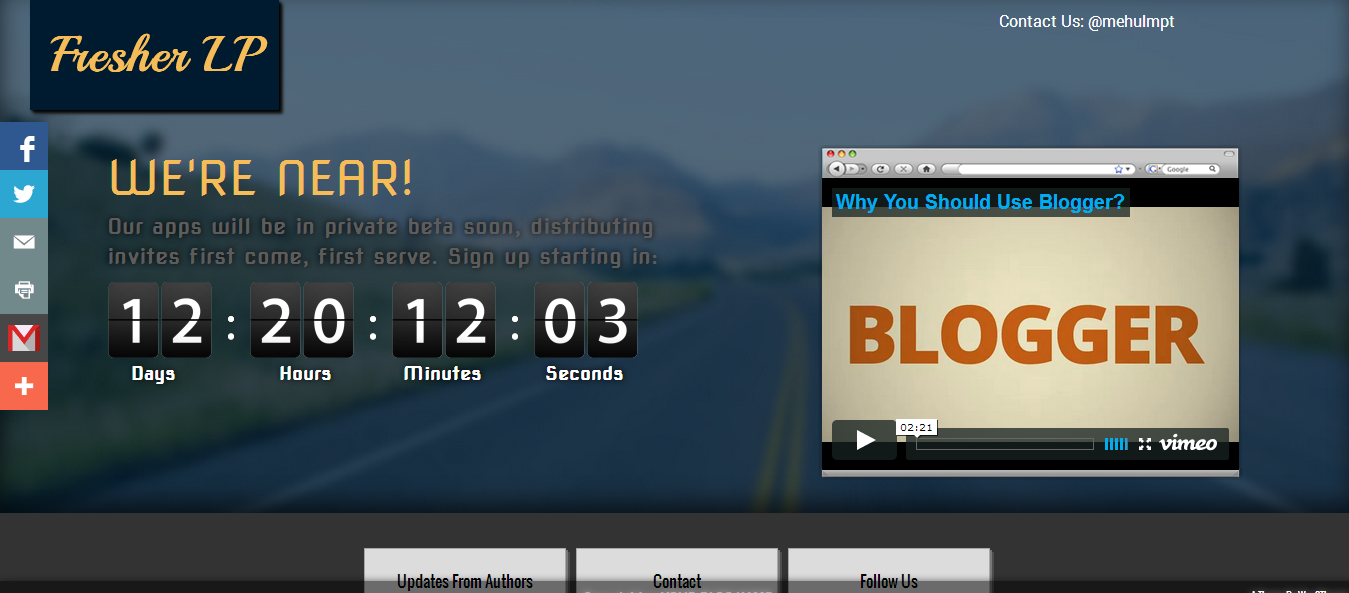 Fresher LP
Contact Us: @mehulmpt
WE'RE NEAR!
Our apps will be in private beta soon, distributing
invites first come, first serve. Sign up starting in:
12 : 20 : 12 : 03
Days Hours Minutes Seconds
Google
Why You Should Use Blogger?
BLOGGER
02:21
vimeo
Updates From Authors
Contact
Follow Us